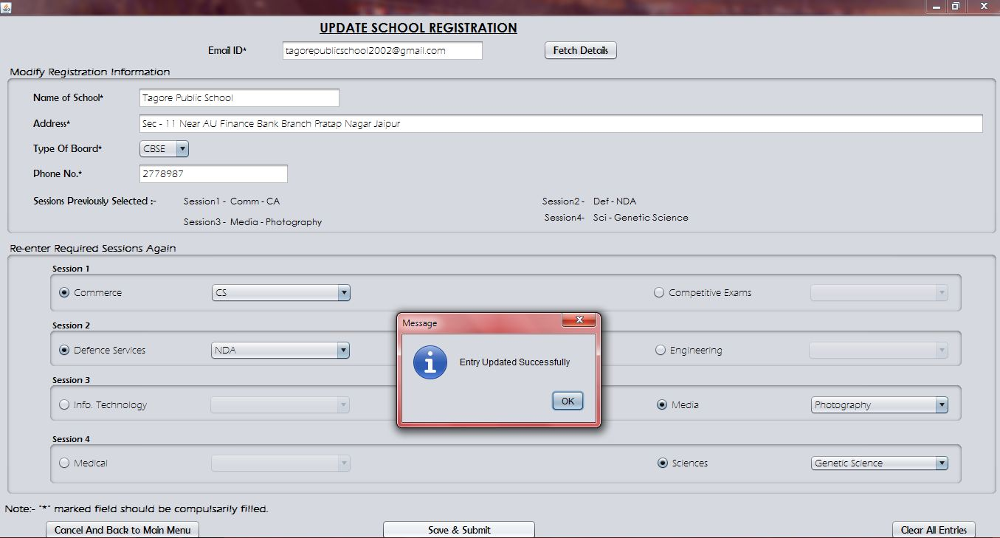 UPDATE SCHOOL REGISTRATION
Email ID* tagorepublicschool2002@gmail.com Fetch Details
Modify Registration Information
Name of School* Tagore Public School
Address* Sec - 11 Near AU Finance Bank Branch Pratap Nagar Jaipur
Type Of Board* CBSE
Phone No.* 2778987
Sessions Previously Selected :- Session1 - Comm - CA Session2 - Def - NDA
Session3 - Media - Photography Session4- Sci - Genetic Science
Re-enter Required Sessions Again
Session 1
Commerce CS Competitive Exams
Session 2
Defence Services NDA Engineering
Session 3
Info. Technology Media Photography
Session 4
Medical Sciences Genetic Science
Message
Entry Updated Successfully
OK
Note:- "*" marked field should be compulsarily filled.
Cancel And Back to Main Menu Save & Submit Clear All Entries